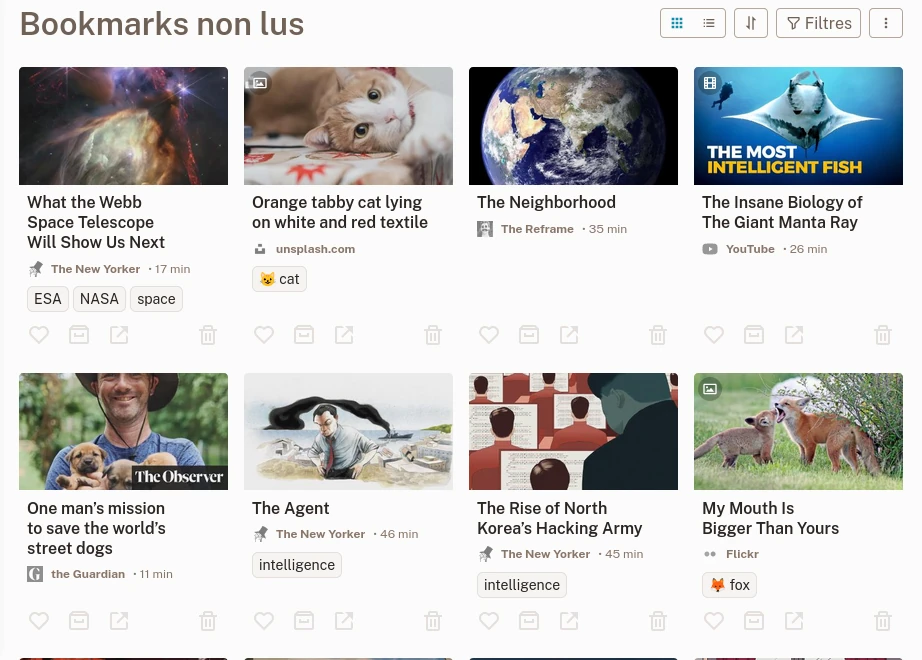 Bookmarks non lus
Filtres
What the Webb
Space Telescope
Will Show Us Next
The New Yorker • 17 min
ESA NASA space
Orange tabby cat lying
on white and red textile
unsplash.com
😺 cat
The Neighborhood
The Reframe • 35 min
THE MOST
INTELLIGENT FISH
The Insane Biology of
The Giant Manta Ray
YouTube • 26 min
The Observer
One man’s mission
to save the world’s
street dogs
the Guardian • 11 min
The Agent
The New Yorker • 46 min
intelligence
The Rise of North
Korea’s Hacking Army
The New Yorker • 45 min
intelligence
My Mouth Is
Bigger Than Yours
Flickr
🦊 fox